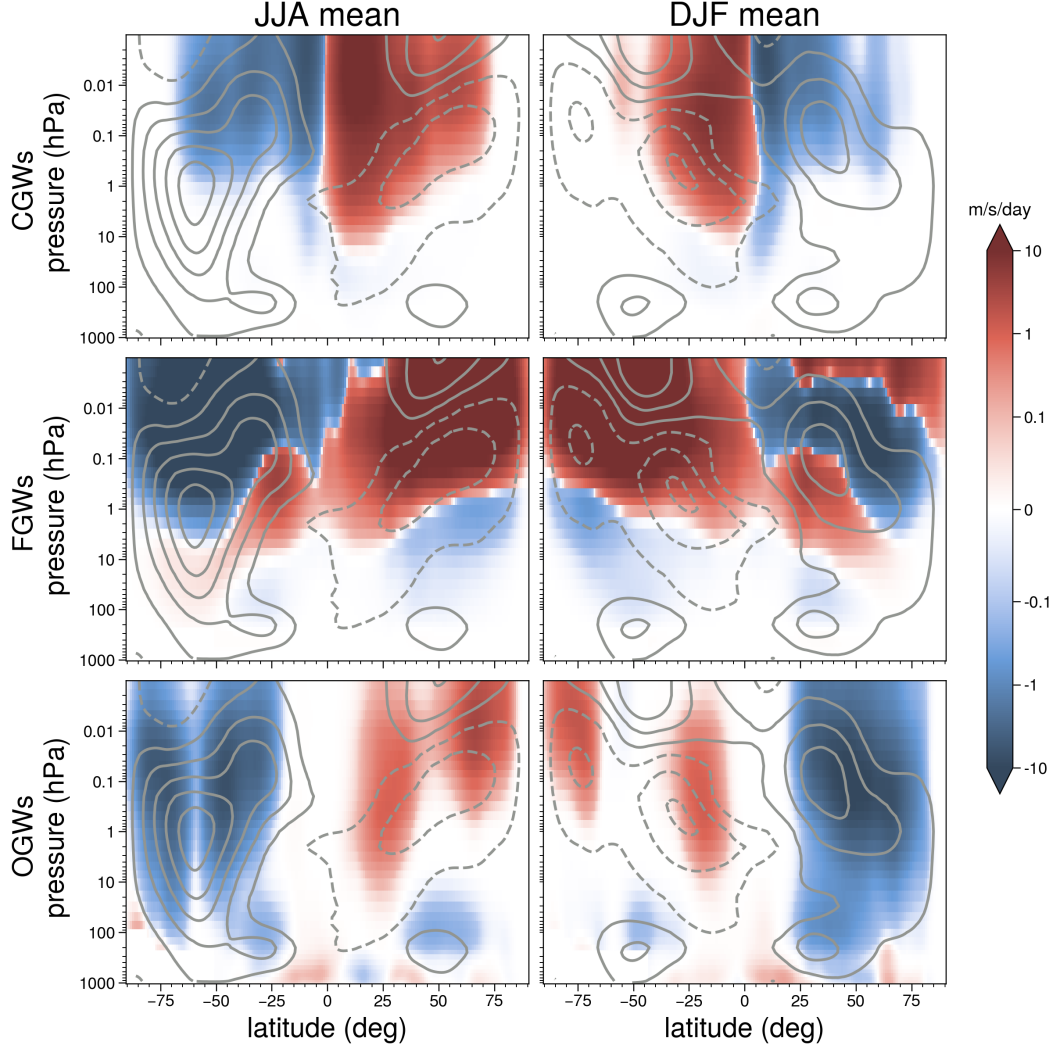 JJA mean
DJF mean
CGWs
pressure (hPa)
0.01
0.1
1
10
100
1000
m/s/day
10
1
0.1
0
-0.1
-1
-10
FGWs
pressure (hPa)
0.01
0.1
1
10
100
1000
OGWs
pressure (hPa)
0.01
0.1
1
10
100
1000
−75 −50 −25 0 25 50 75
−75 −50 −25 0 25 50 75
latitude (deg)
latitude (deg)